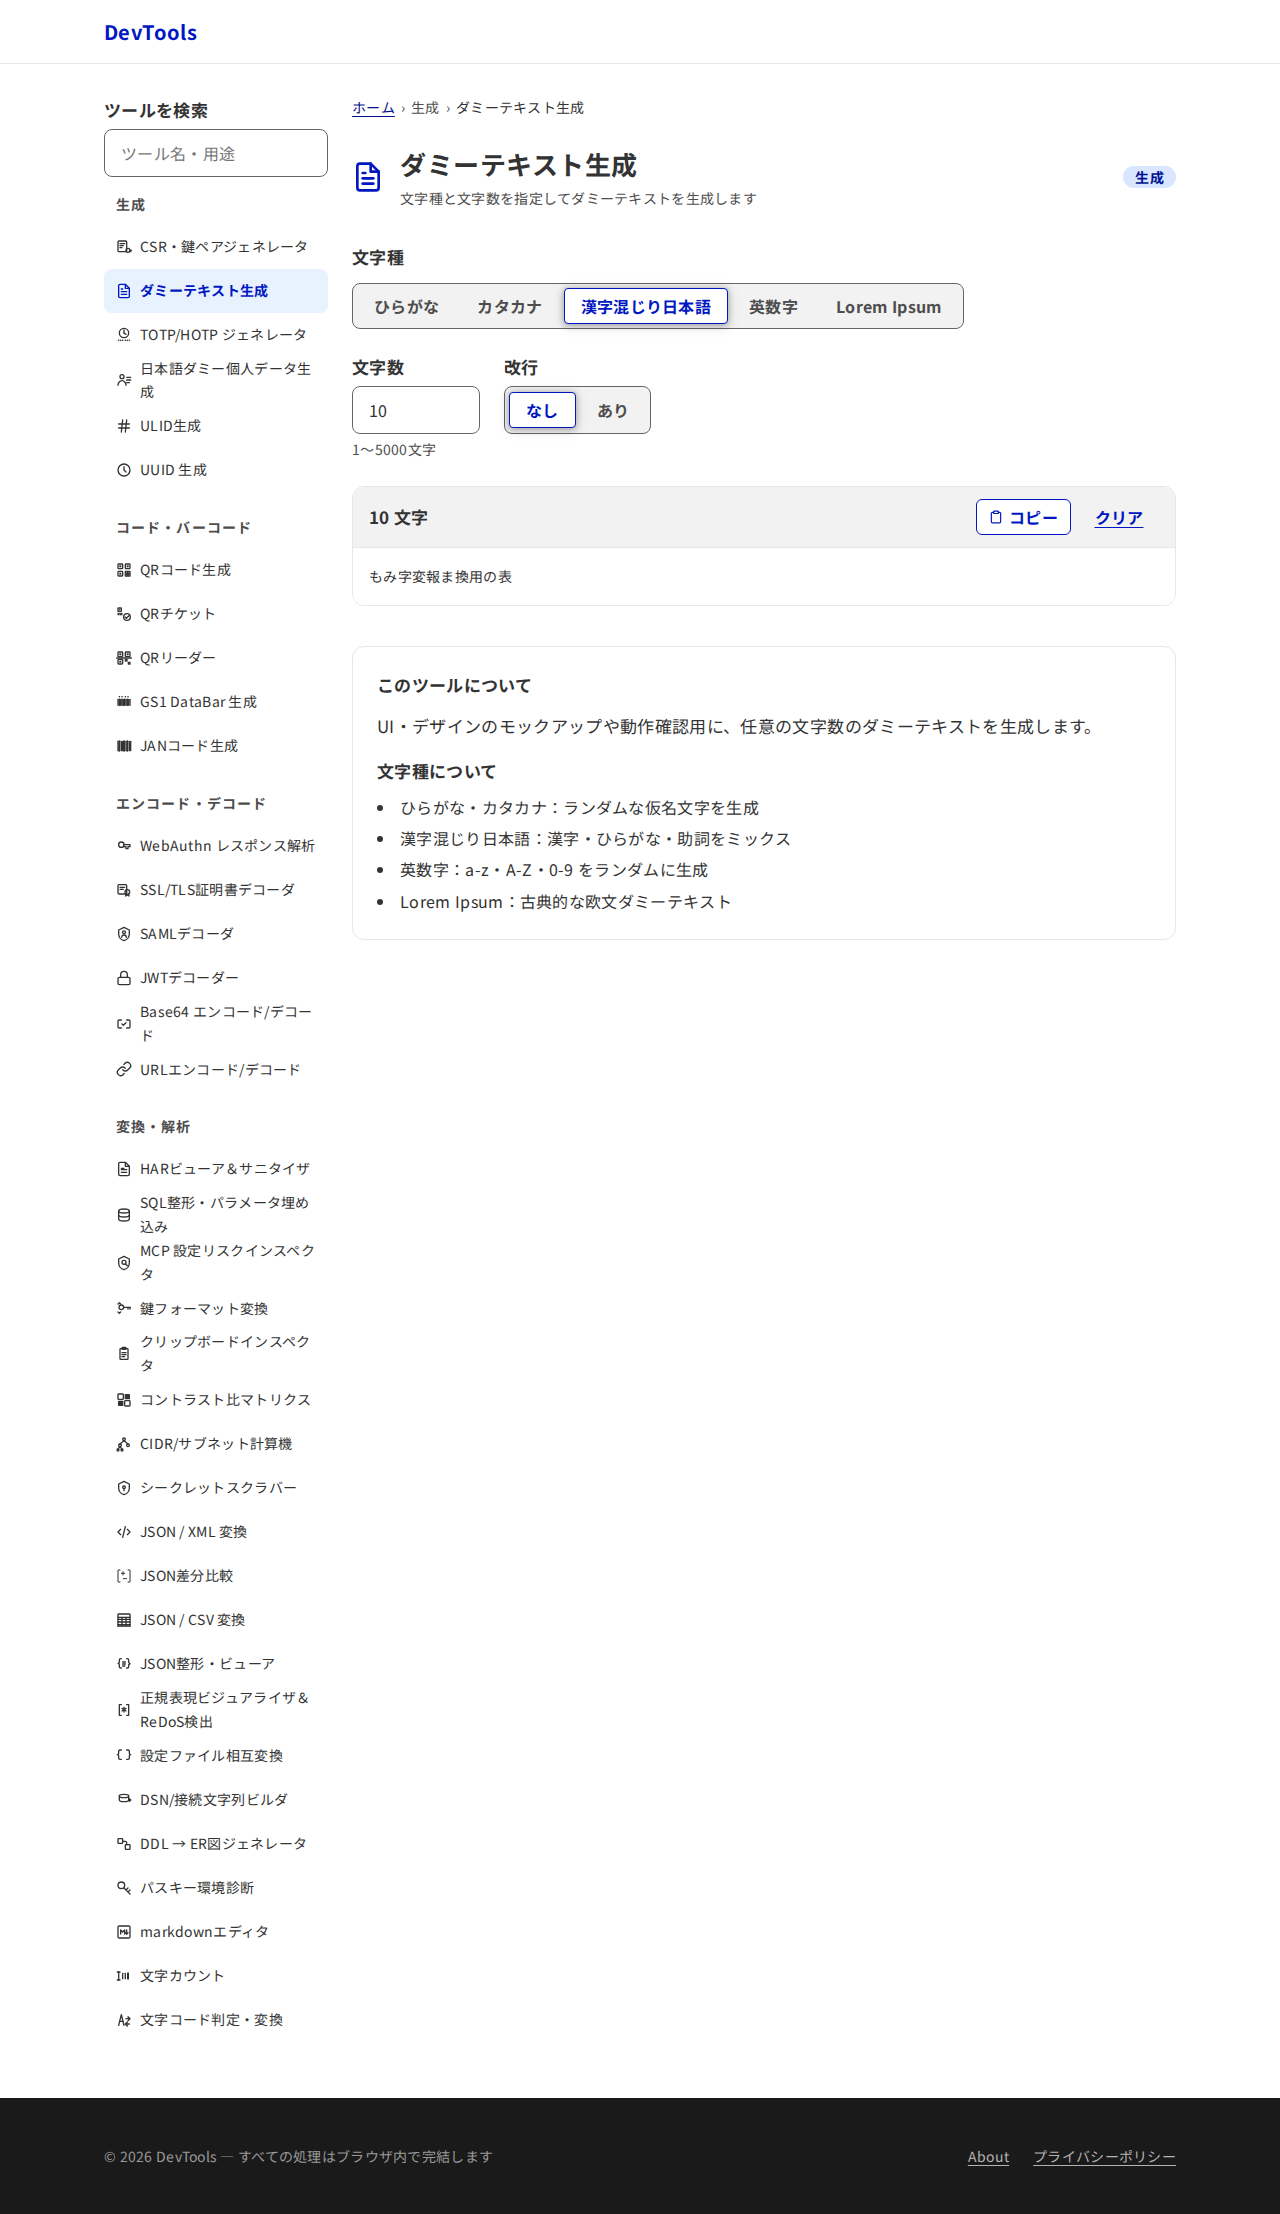 DevTools
ツールを検索
ツール名・用途
生成
CSR・鍵ペアジェネレータ
ダミーテキスト生成
TOTP/HOTP ジェネレータ
日本語ダミー個人データ生
成
ULID生成
UUID 生成
コード・バーコード
QRコード生成
QRチケット
QRリーダー
GS1 DataBar 生成
JANコード生成
エンコード・デコード
WebAuthn レスポンス解析
SSL/TLS証明書デコーダ
SAMLデコーダ
JWTデコーダー
Base64 エンコード/デコー
ド
URLエンコード/デコード
変換・解析
HARビューア＆サニタイザ
SQL整形・パラメータ埋め
込み
MCP 設定リスクインスペク
タ
鍵フォーマット変換
クリップボードインスペク
タ
コントラスト比マトリクス
CIDR/サブネット計算機
シークレットスクラバー
JSON / XML 変換
JSON差分比較
JSON / CSV 変換
JSON整形・ビューア
正規表現ビジュアライザ＆
ReDoS検出
設定ファイル相互変換
DSN/接続文字列ビルダ
DDL → ER図ジェネレータ
パスキー環境診断
markdownエディタ
文字カウント
文字コード判定・変換
ホーム › 生成 › ダミーテキスト生成
ダミーテキスト生成
文字種と文字数を指定してダミーテキストを生成します
生成
文字種
ひらがな カタカナ 漢字混じり日本語 英数字 Lorem Ipsum
文字数 改行
10 なし あり
1〜5000文字
10 文字 コピー クリア
もみ字変報ま換用の表
このツールについて
UI・デザインのモックアップや動作確認用に、任意の文字数のダミーテキストを生成します。
文字種について
ひらがな・カタカナ：ランダムな仮名文字を生成
漢字混じり日本語：漢字・ひらがな・助詞をミックス
英数字：a-z・A-Z・0-9 をランダムに生成
Lorem Ipsum：古典的な欧文ダミーテキスト
© 2026 DevTools — すべての処理はブラウザ内で完結します
About プライバシーポリシー